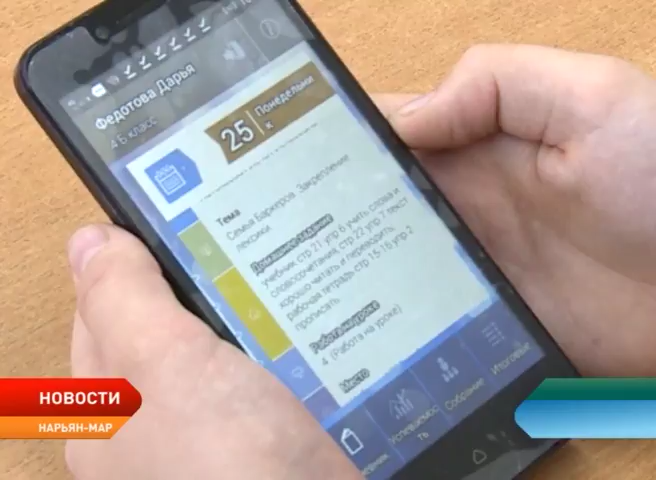 Федотова Дарья
4 Б класс
25
Понедельни
к
Тема
Семья Баркеров. Закрепление
лексики.
Домашнее задание
учебник стр 21 упр 6 учить слова и
словосочетания, стр 22 упр 7 текст
хорошо читать и переводить,
рабочая тетрадь стр 15-16 упр 2
прописать
Работа на уроке
4 (Работа на уроке)
Место
Успеваемос
ть
Собрание
Итоговые
НОВОСТИ
НАРЬЯН-МАР